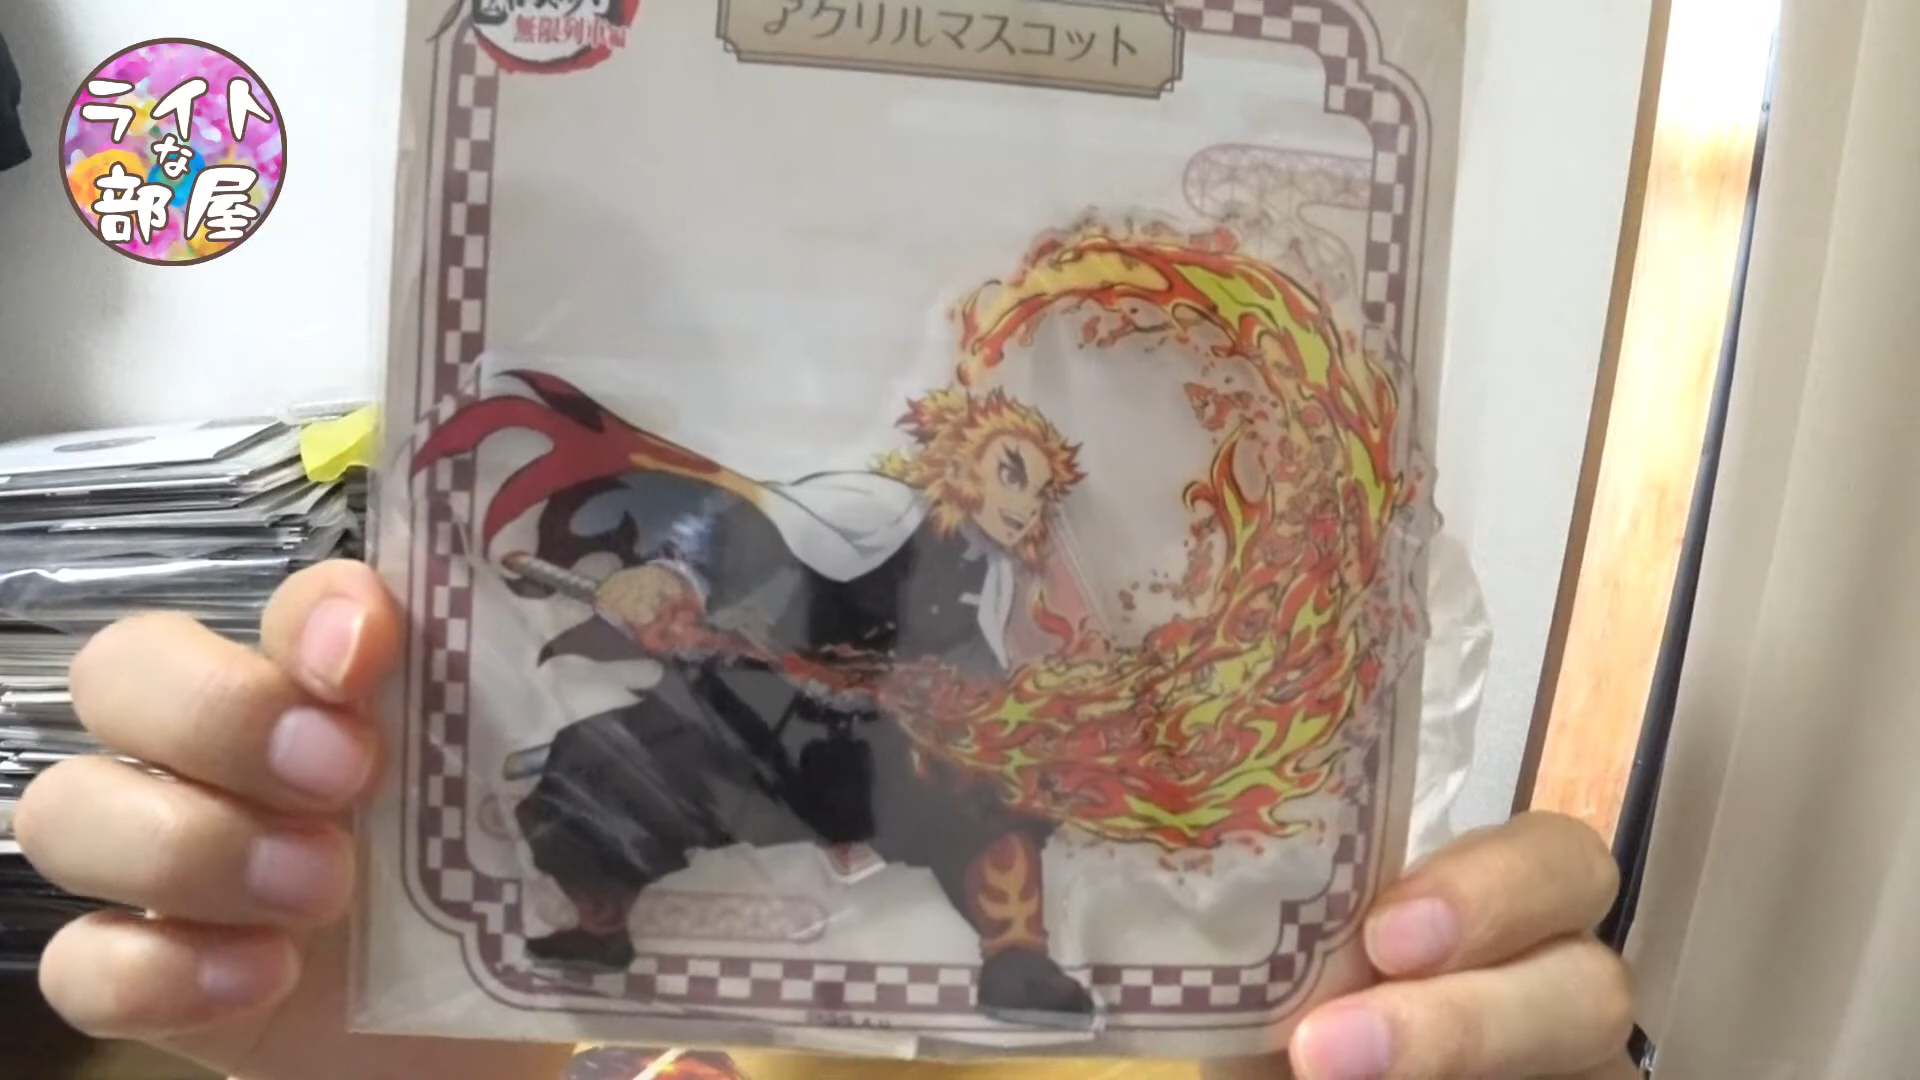 ライト
な
部屋
無限列車編
アクリルマスコット